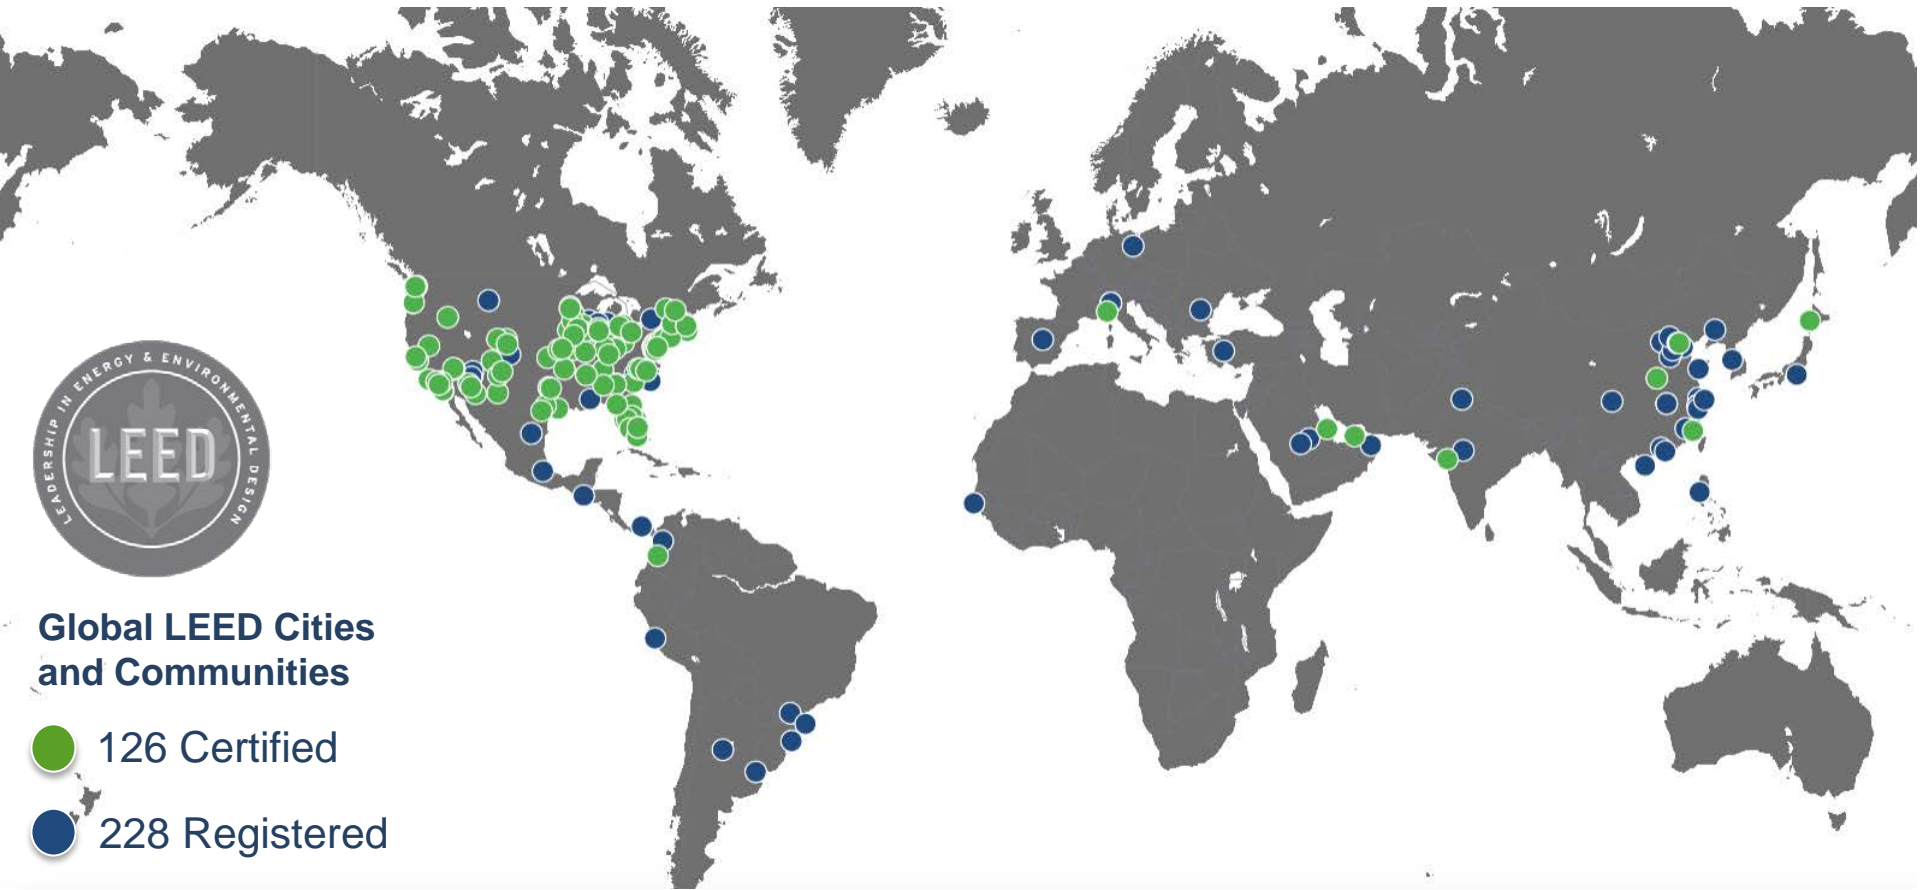 LEADERSHIP IN ENERGY & ENVIRONMENTAL DESIGN
LEED
Global LEED Cities
and Communities
126 Certified
228 Registered